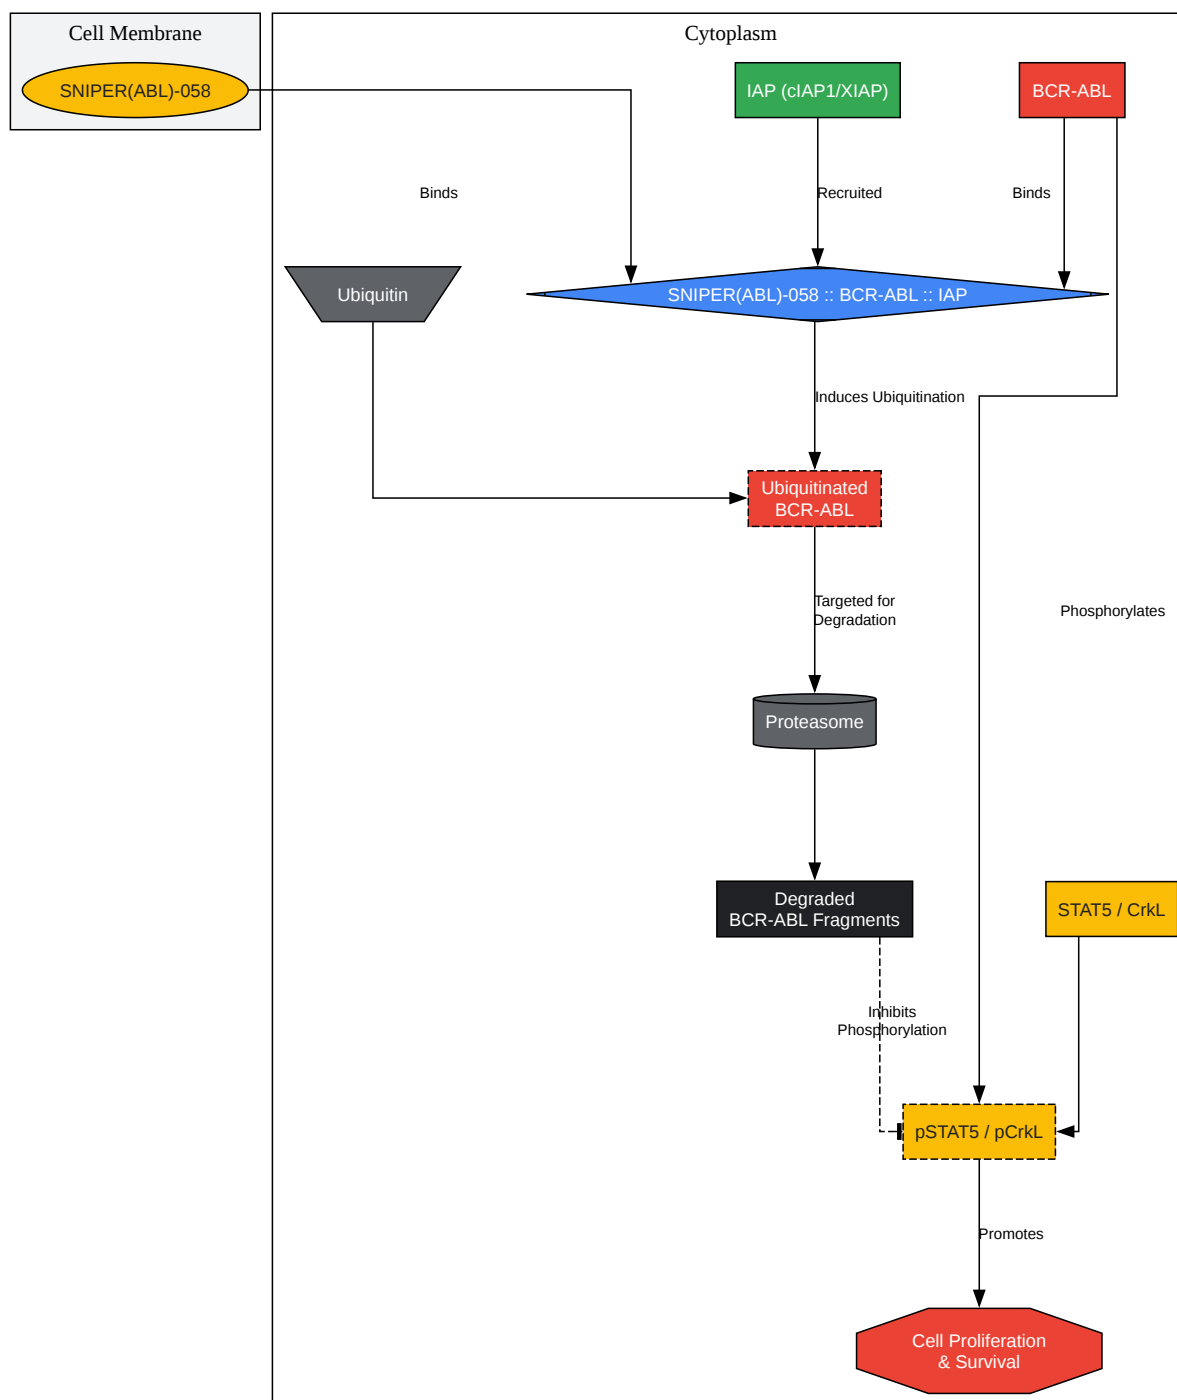 Cell Membrane
Cytoplasm
SNIPER(ABL)-058
IAP (cIAP1/XIAP)
BCR-ABL
Binds
Recruited
Binds
Ubiquitin
SNIPER(ABL)-058 :: BCR-ABL :: IAP
Induces Ubiquitination
Ubiquitinated
BCR-ABL
Targeted for
Degradation
Phosphorylates
Proteasome
Degraded
BCR-ABL Fragments
STAT5 / CrkL
Inhibits
Phosphorylation
pSTAT5 / pCrkL
Promotes
Cell Proliferation
& Survival